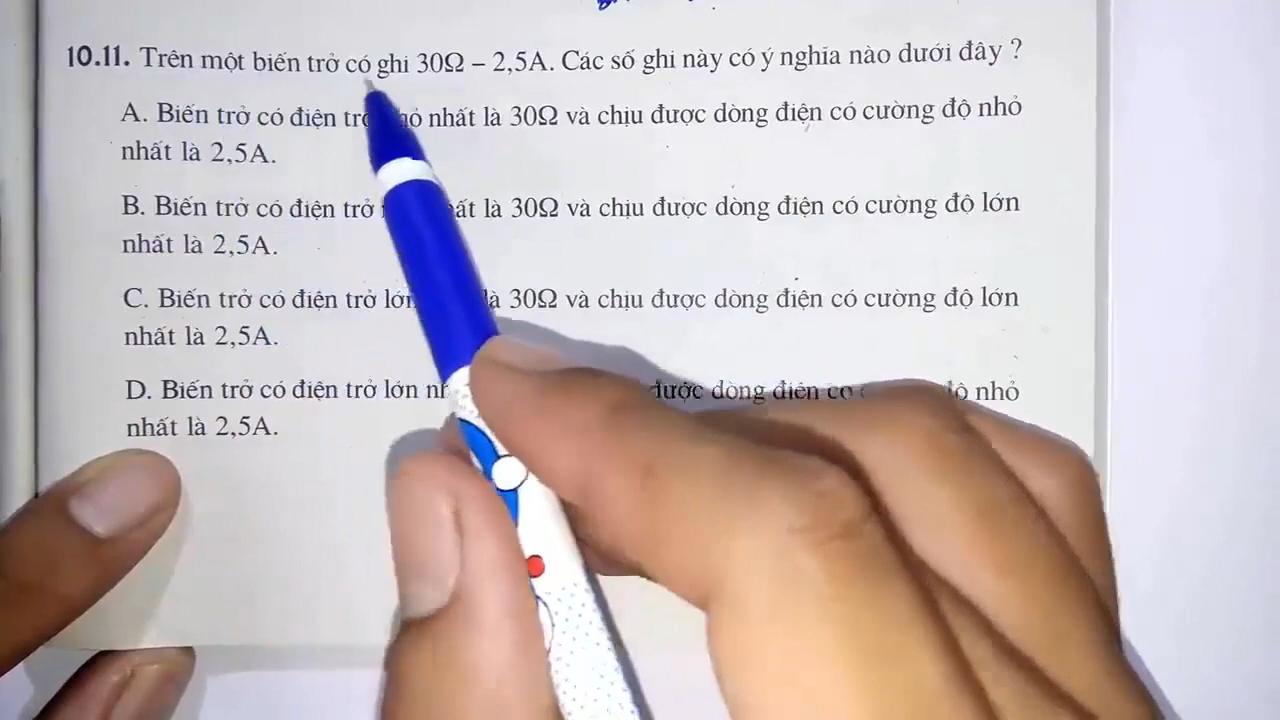 10.11. Trên một biến trở có ghi 30Ω – 2,5A. Các số ghi này có ý nghĩa nào dưới đây ?
A. Biến trở có điện trở nhất là 30Ω và chịu được dòng điện có cường độ nhỏ
nhất là 2,5A.
B. Biến trở có điện trở là 30Ω và chịu được dòng điện có cường độ lớn
nhất là 2,5A.
C. Biến trở có điện trở lớn là 30Ω và chịu được dòng điện có cường độ lớn
nhất là 2,5A.
D. Biến trở có điện trở lớn được dòng điện có nhỏ
nhất là 2,5A.